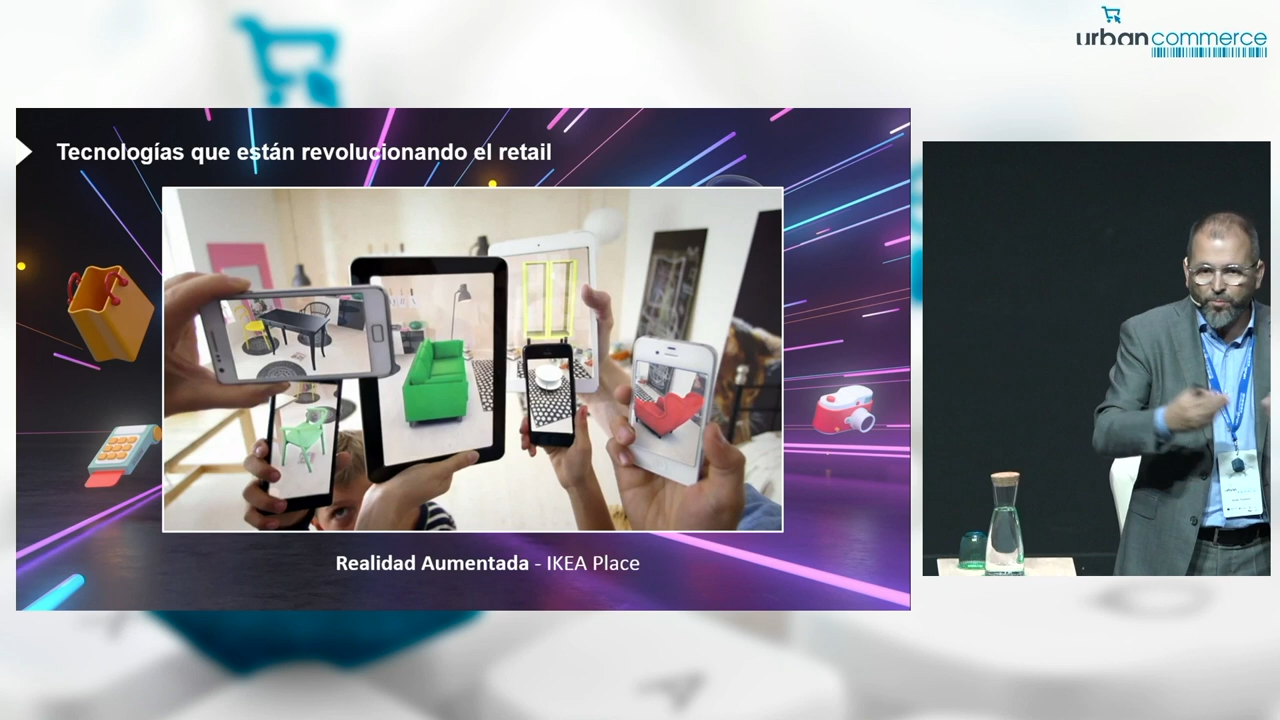 urbancommerce
Tecnologías que están revolucionando el retail
Realidad Aumentada - IKEA Place